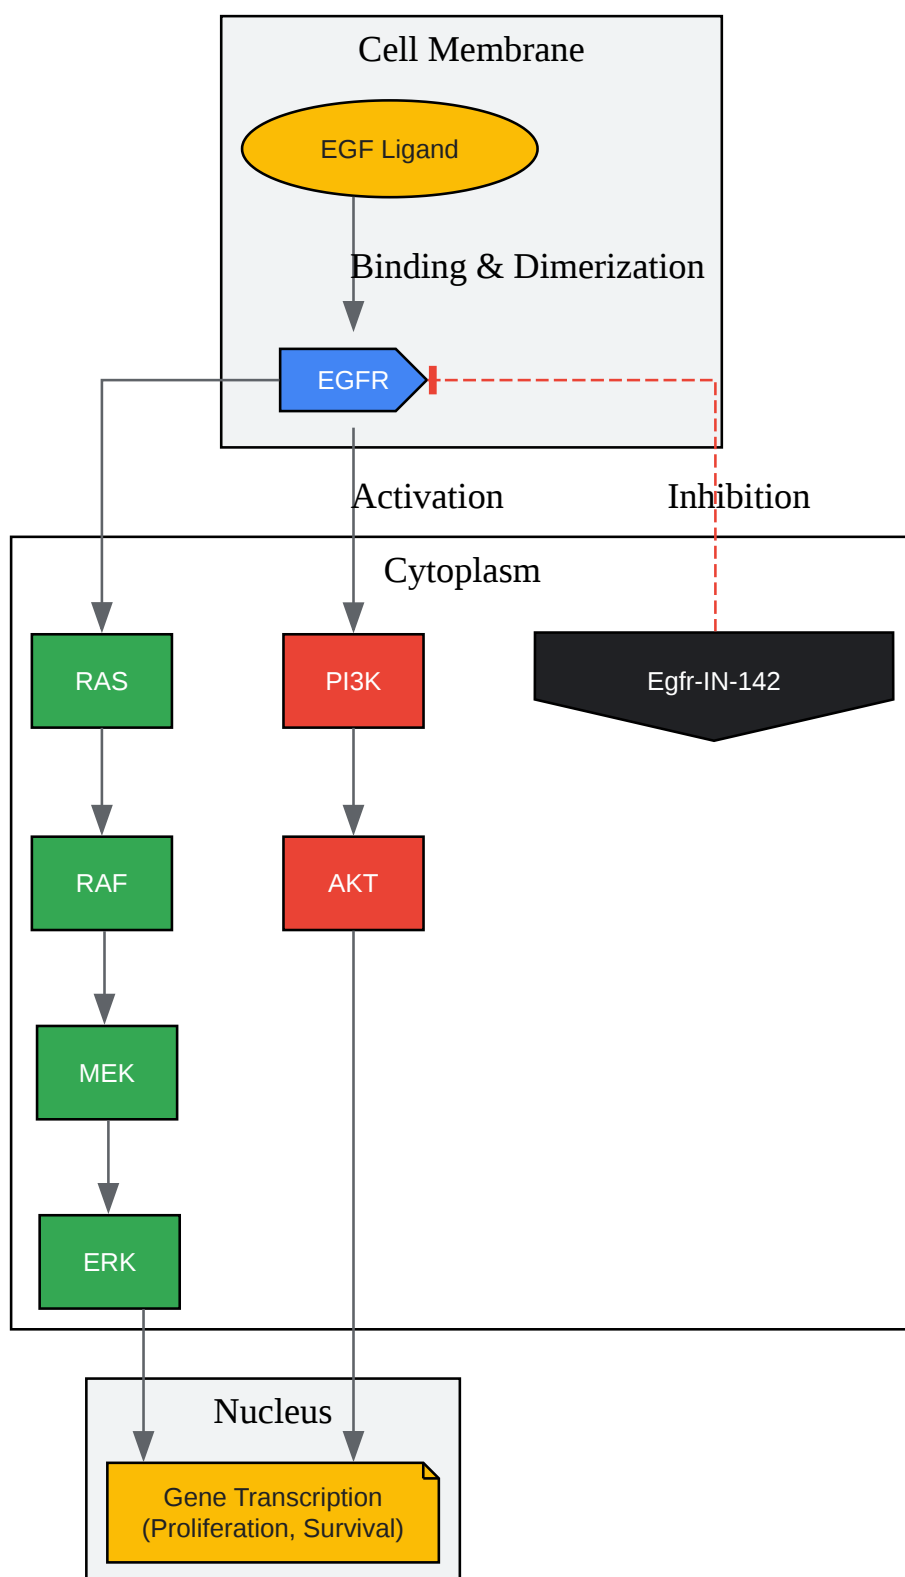 Cell Membrane
EGF Ligand
Binding & Dimerization
EGFR
Activation
Inhibition
Cytoplasm
RAS
PI3K
Egfr-IN-142
RAF
AKT
MEK
ERK
Nucleus
Gene Transcription
(Proliferation, Survival)